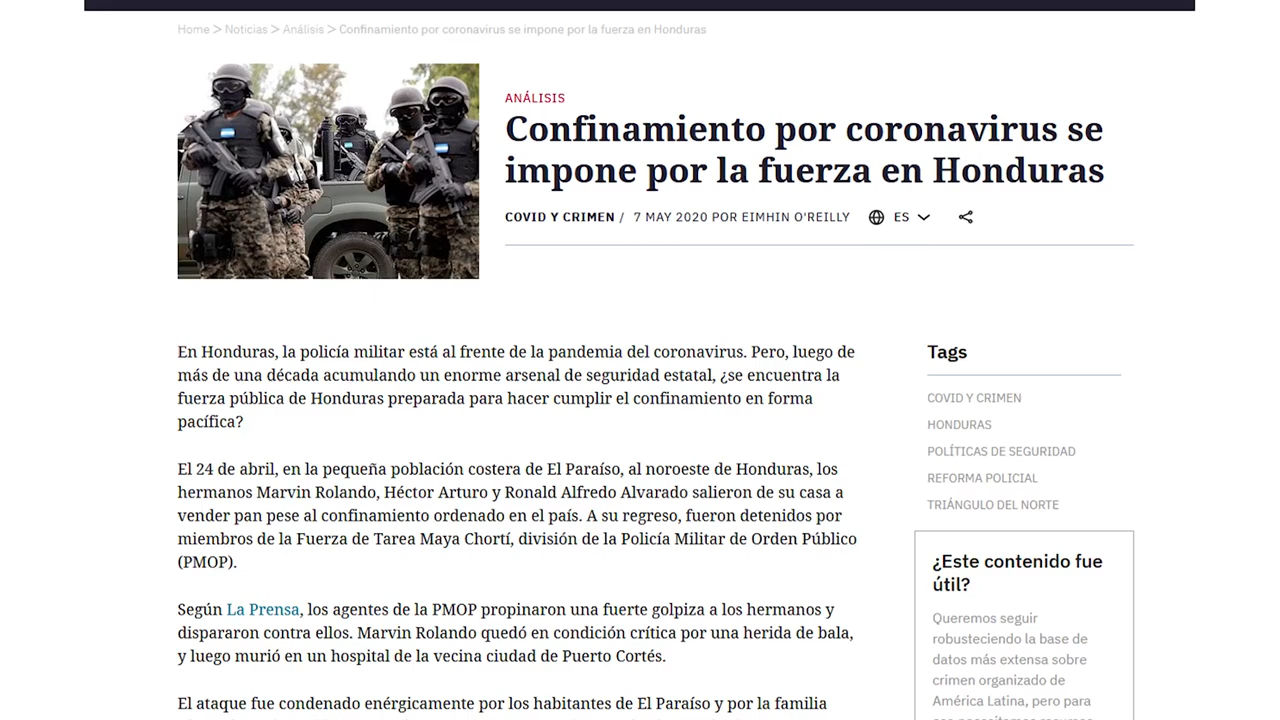 Home > Noticias > Análisis > Confinamiento por coronavirus se impone por la fuerza en Honduras
ANÁLISIS
Confinamiento por coronavirus se
impone por la fuerza en Honduras
COVID Y CRIMEN / 7 MAY 2020 POR EIMHIN O'REILLY ES
En Honduras, la policía militar está al frente de la pandemia del coronavirus. Pero, luego de
más de una década acumulando un enorme arsenal de seguridad estatal, ¿se encuentra la
fuerza pública de Honduras preparada para hacer cumplir el confinamiento en forma
pacífica?
El 24 de abril, en la pequeña población costera de El Paraíso, al noroeste de Honduras, los
hermanos Marvin Rolando, Héctor Arturo y Ronald Alfredo Alvarado salieron de su casa a
vender pan pese al confinamiento ordenado en el país. A su regreso, fueron detenidos por
miembros de la Fuerza de Tarea Maya Chortí, división de la Policía Militar de Orden Público
(PMOP).
Según La Prensa, los agentes de la PMOP propinaron una fuerte golpiza a los hermanos y
dispararon contra ellos. Marvin Rolando quedó en condición crítica por una herida de bala,
y luego murió en un hospital de la vecina ciudad de Puerto Cortés.
El ataque fue condenado enérgicamente por los habitantes de El Paraíso y por la familia
Tags
COVID Y CRIMEN
HONDURAS
POLÍTICAS DE SEGURIDAD
REFORMA POLICIAL
TRIÁNGULO DEL NORTE
¿Este contenido fue
útil?
Queremos seguir
robusteciendo la base de
datos más extensa sobre
crimen organizado de
América Latina, pero para